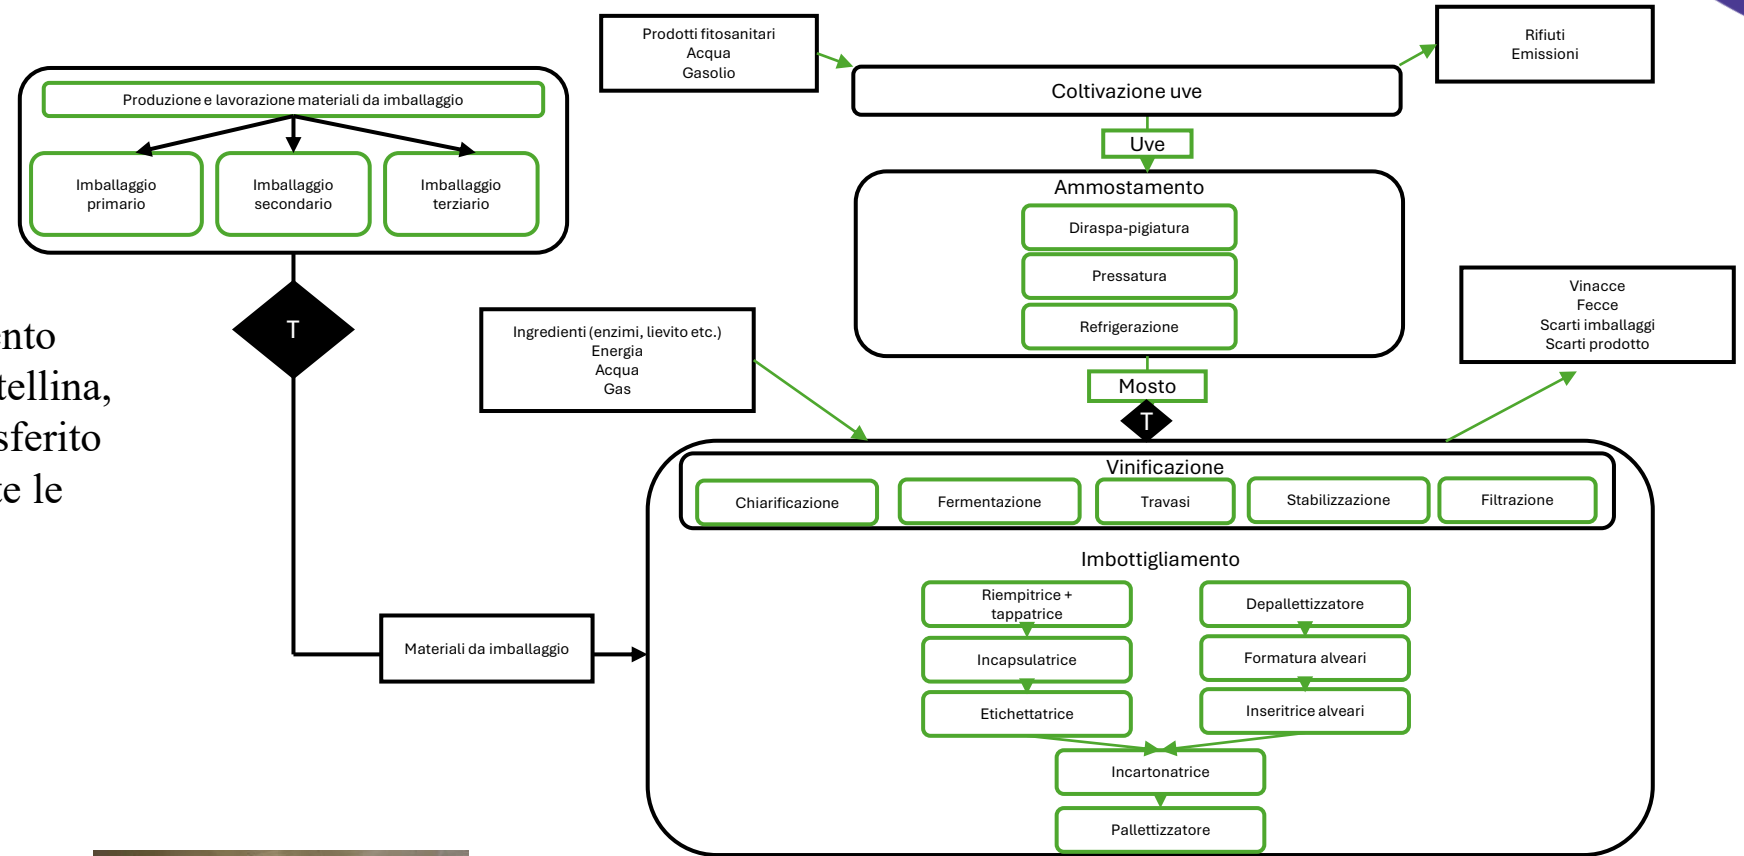 Prodotti fitosanitari
Acqua
Gasolio
Rifiuti
Emissioni
Coltivazione uve
Produzione e lavorazione materiali da imballaggio
Imballaggio
primario
Imballaggio
secondario
Imballaggio
terziario
Uve
Ammostamento
Diraspa-pigiatura
Pressatura
Refrigerazione
Mosto
T
T
Ingredienti (enzimi, lievito etc.)
Energia
Acqua
Gas
Vinacce
Fecce
Scarti imballaggi
Scarti prodotto
ento
tellina,
sferito
te le
Vinificazione
Chiarificazione
Fermentazione
Travasi
Stabilizzazione
Filtrazione
Imbottigliamento
Riempitrice +
tappatrice
Incapsulatrice
Etichettatrice
Depallettizzatore
Formatura alveari
Inseritrice alveari
Incartonatrice
Pallettizzatore
Materiali da imballaggio